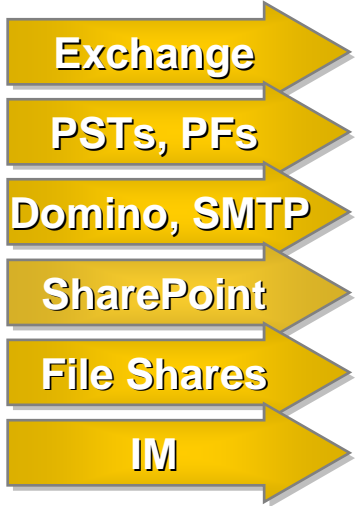 Exchange
PSTs, PFs
Domino, SMTP
SharePoint
File Shares
IM